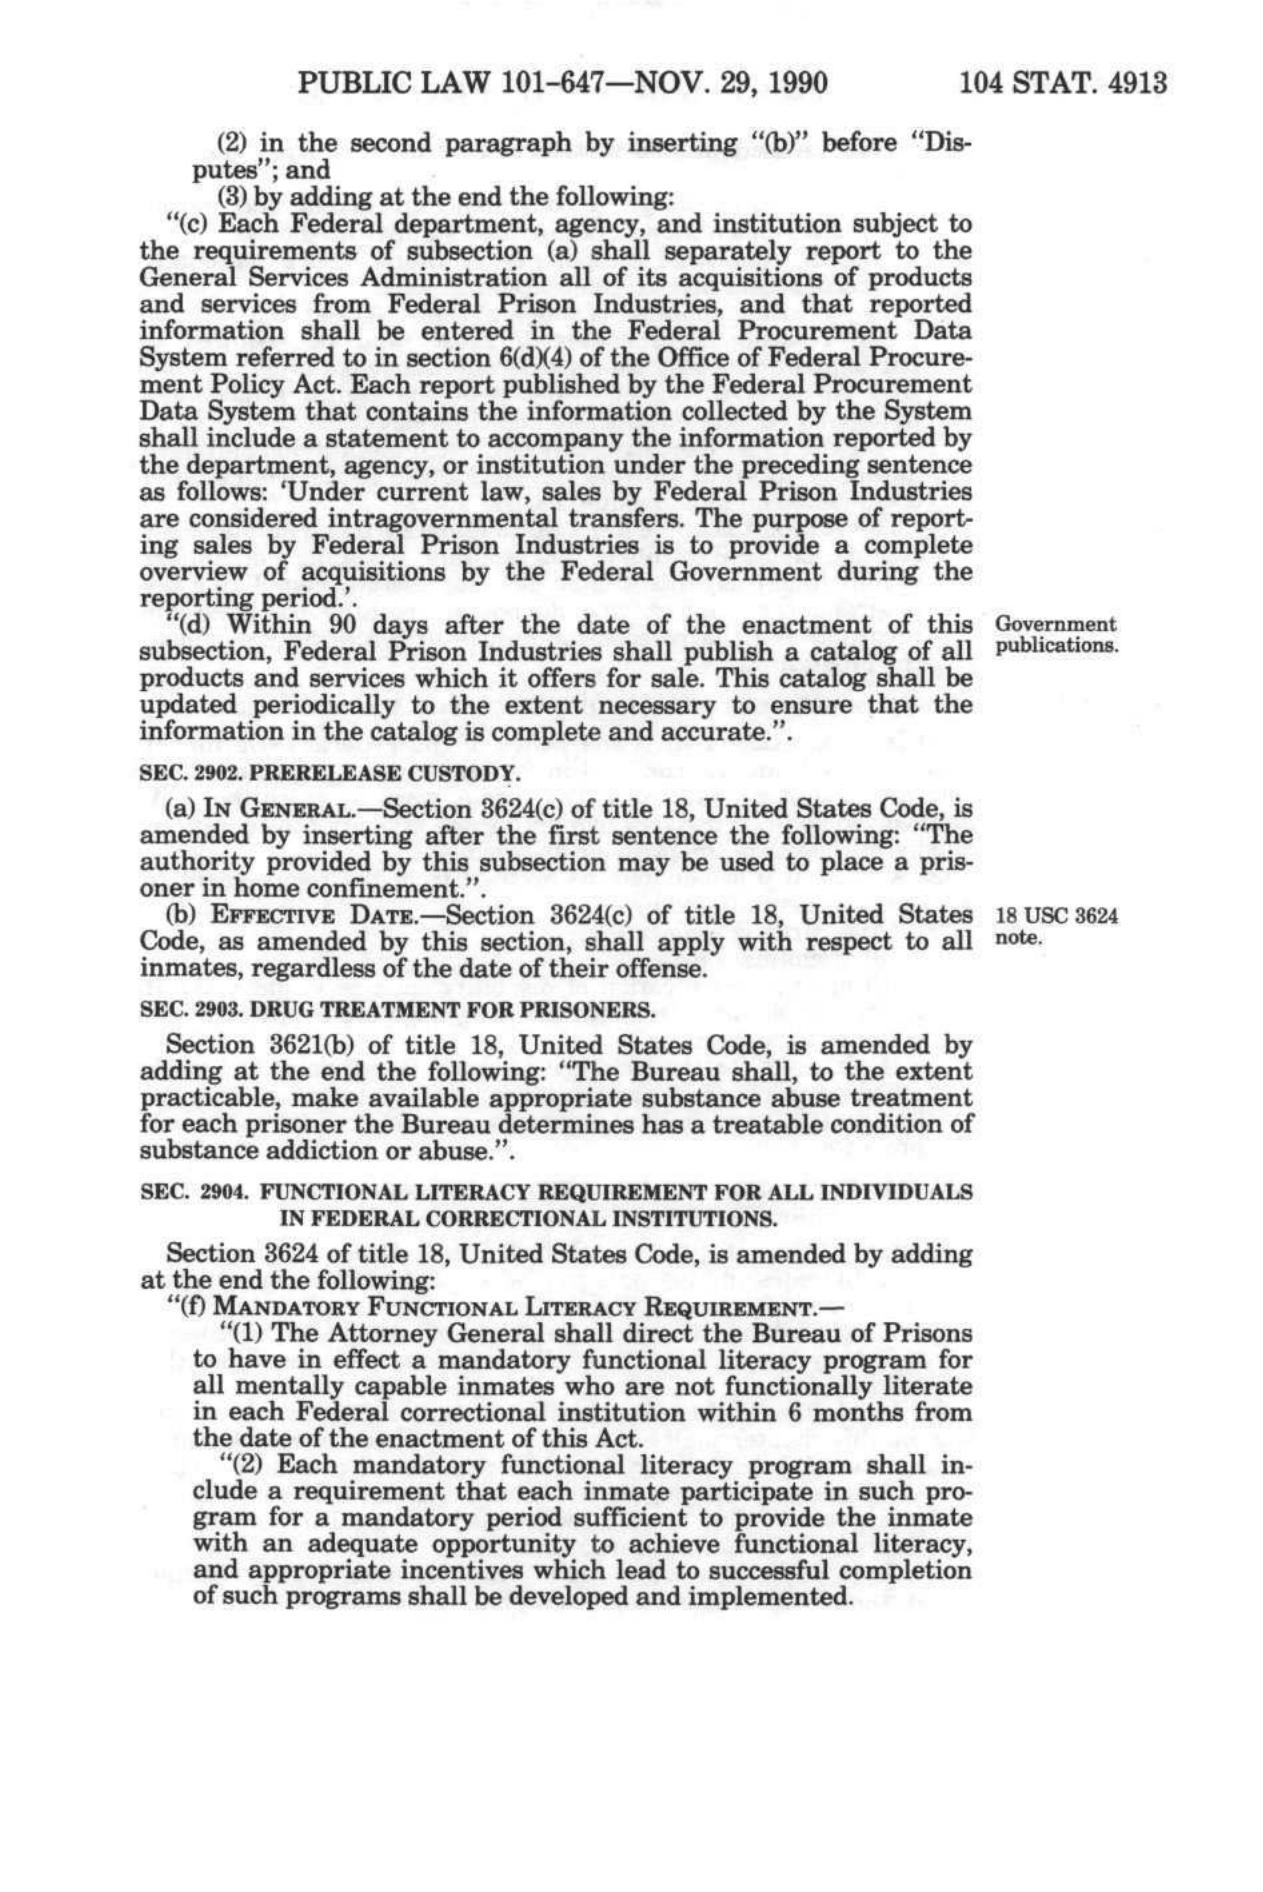 PUBLIC LAW 101–647—NOV. 29, 1990 104 STAT. 4913
(2) in the second paragraph by inserting “(b)” before “Dis-
putes”; and
(3) by adding at the end the following:
“(c) Each Federal department, agency, and institution subject to
the requirements of subsection (a) shall separately report to the
General Services Administration all of its acquisitions of products
and services from Federal Prison Industries, and that reported
information shall be entered in the Federal Procurement Data
System referred to in section 6(d)(4) of the Office of Federal Procure-
ment Policy Act. Each report published by the Federal Procurement
Data System that contains the information collected by the System
shall include a statement to accompany the information reported by
the department, agency, or institution under the preceding sentence
as follows: ‘Under current law, sales by Federal Prison Industries
are considered intragovernmental transfers. The purpose of report-
ing sales by Federal Prison Industries is to provide a complete
overview of acquisitions by the Federal Government during the
reporting period.’.
“(d) Within 90 days after the date of the enactment of this
subsection, Federal Prison Industries shall publish a catalog of all
products and services which it offers for sale. This catalog shall be
updated periodically to the extent necessary to ensure that the
information in the catalog is complete and accurate.”.
Government
publications.
SEC. 2902. PRERELEASE CUSTODY.
(a) IN GENERAL.—Section 3624(c) of title 18, United States Code, is
amended by inserting after the first sentence the following: “The
authority provided by this subsection may be used to place a pris-
oner in home confinement.”.
(b) EFFECTIVE DATE.—Section 3624(c) of title 18, United States
Code, as amended by this section, shall apply with respect to all
inmates, regardless of the date of their offense.
18 USC 3624
note.
SEC. 2903. DRUG TREATMENT FOR PRISONERS.
Section 3621(b) of title 18, United States Code, is amended by
adding at the end the following: “The Bureau shall, to the extent
practicable, make available appropriate substance abuse treatment
for each prisoner the Bureau determines has a treatable condition of
substance addiction or abuse.”.
SEC. 2904. FUNCTIONAL LITERACY REQUIREMENT FOR ALL INDIVIDUALS
IN FEDERAL CORRECTIONAL INSTITUTIONS.
Section 3624 of title 18, United States Code, is amended by adding
at the end the following:
“(f) MANDATORY FUNCTIONAL LITERACY REQUIREMENT.—
“(1) The Attorney General shall direct the Bureau of Prisons
to have in effect a mandatory functional literacy program for
all mentally capable inmates who are not functionally literate
in each Federal correctional institution within 6 months from
the date of the enactment of this Act.
“(2) Each mandatory functional literacy program shall in-
clude a requirement that each inmate participate in such pro-
gram for a mandatory period sufficient to provide the inmate
with an adequate opportunity to achieve functional literacy,
and appropriate incentives which lead to successful completion
of such programs shall be developed and implemented.